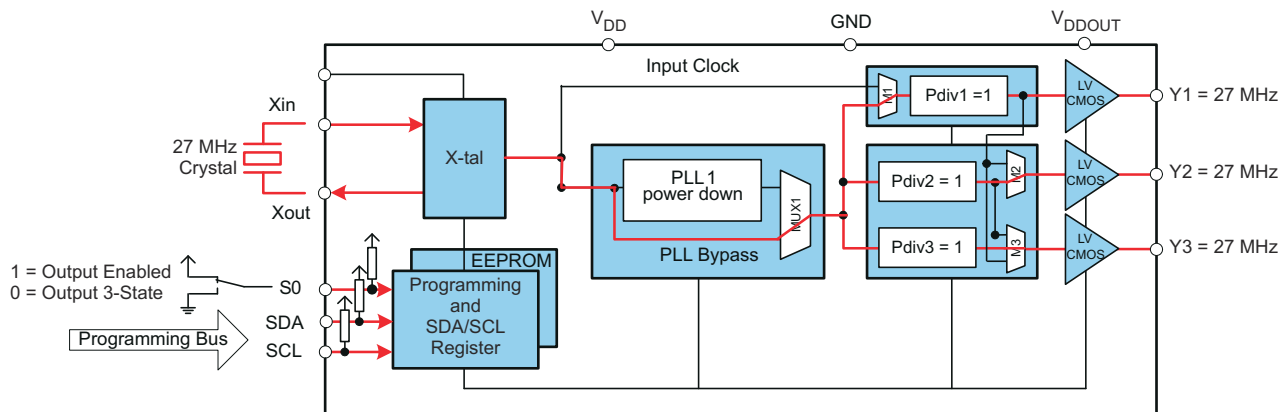 VDD
GND
VDDOUT
Input Clock
Xin
27 MHz
Crystal
Xout
X-tal
M1
Pdiv1 =1
LV
CMOS
Y1 = 27 MHz
PLL 1
power down
MUX1
PLL Bypass
Pdiv2 = 1
M2
LV
CMOS
Y2 = 27 MHz
Pdiv3 = 1
M3
LV
CMOS
Y3 = 27 MHz
1 = Output Enabled
0 = Output 3-State
S0
SDA
SCL
Programming Bus
EEPROM
Programming
and
SDA/SCL
Register